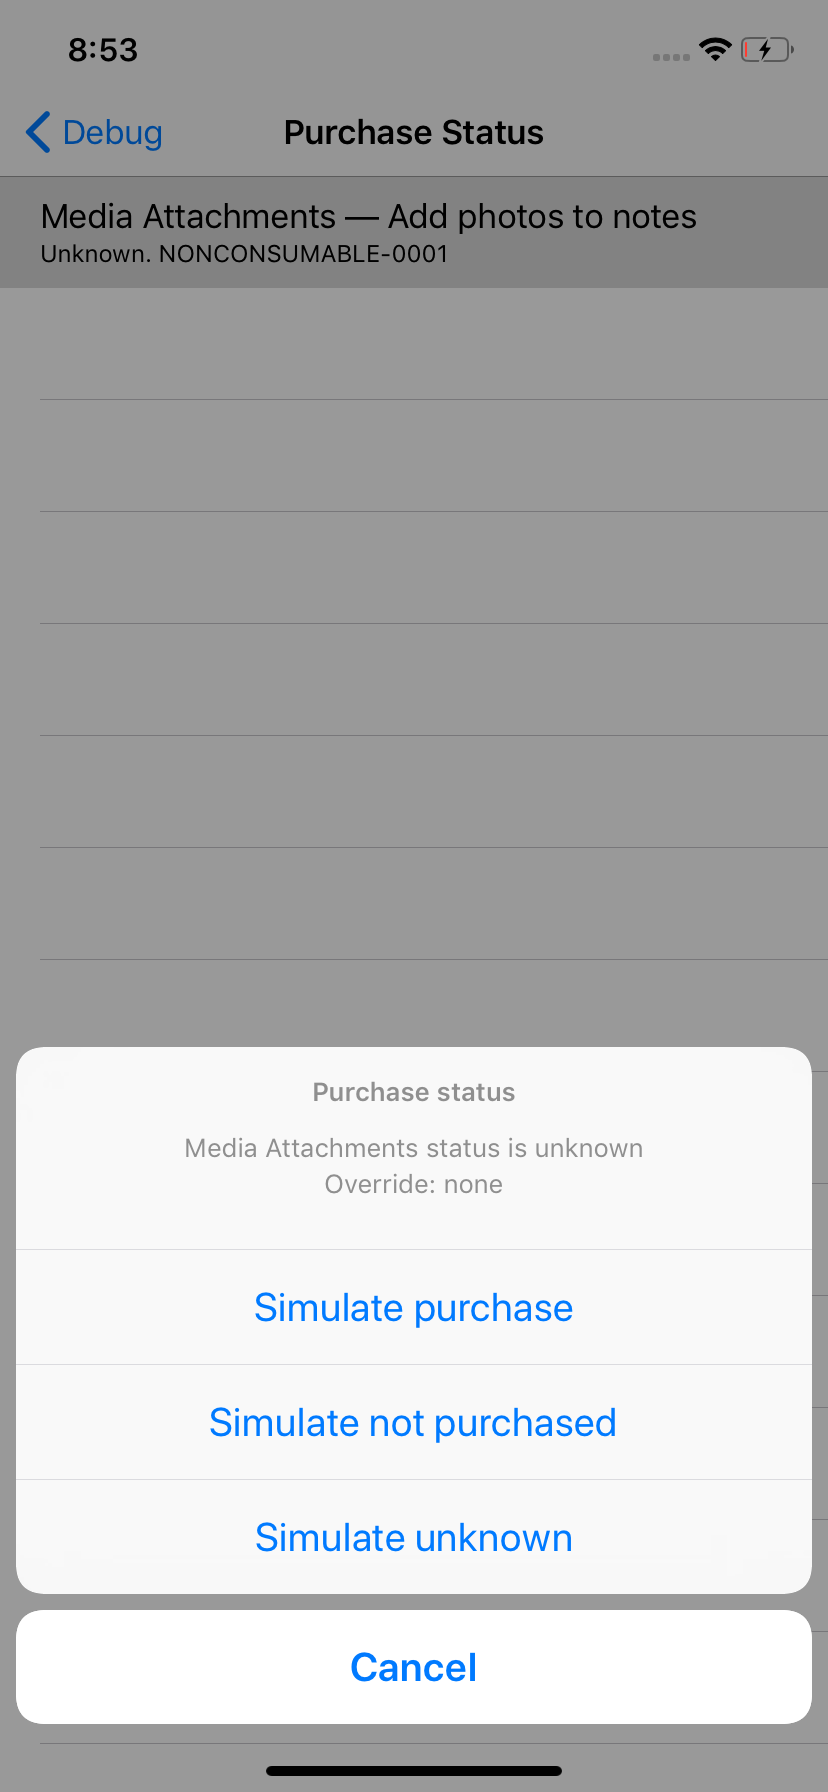 8:53
Debug
Purchase Status
Media Attachments — Add photos to notes
Unknown. NONCONSUMABLE-0001
Purchase status
Media Attachments status is unknown
Override: none
Simulate purchase
Simulate not purchased
Simulate unknown
Cancel